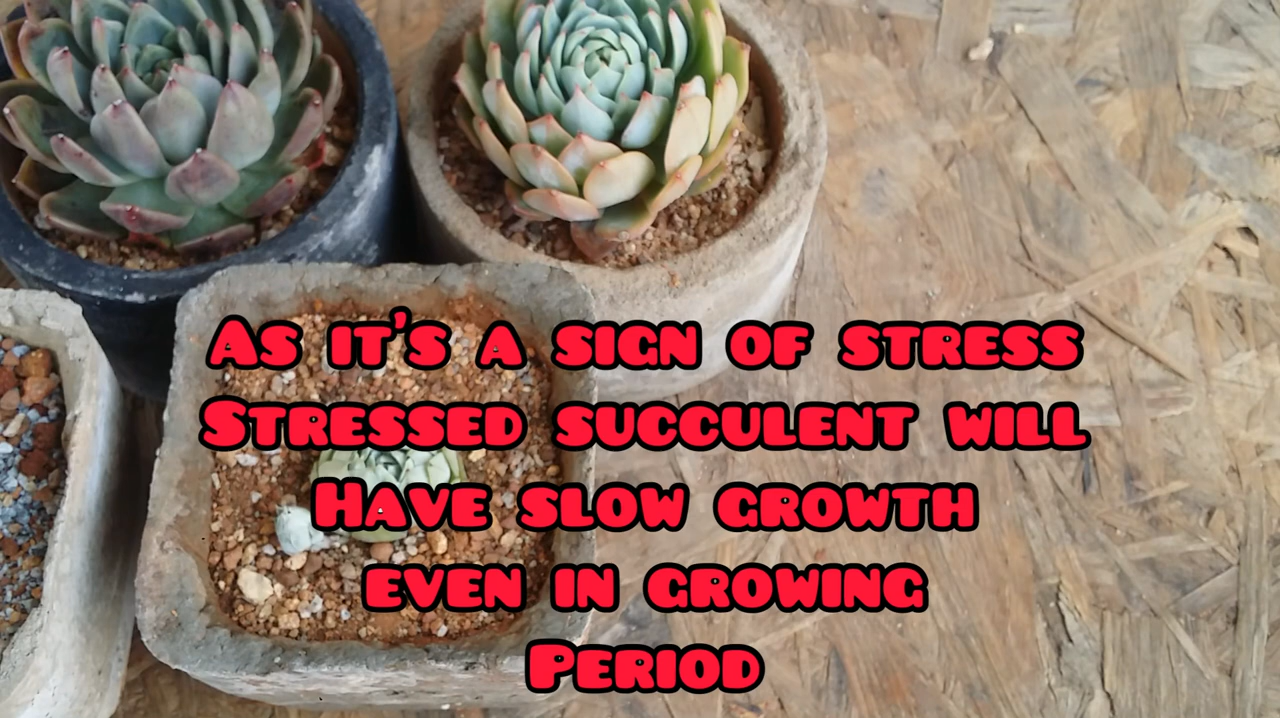 As it's a sign of stress
Stressed succulent will
Have slow growth
even in growing
Period